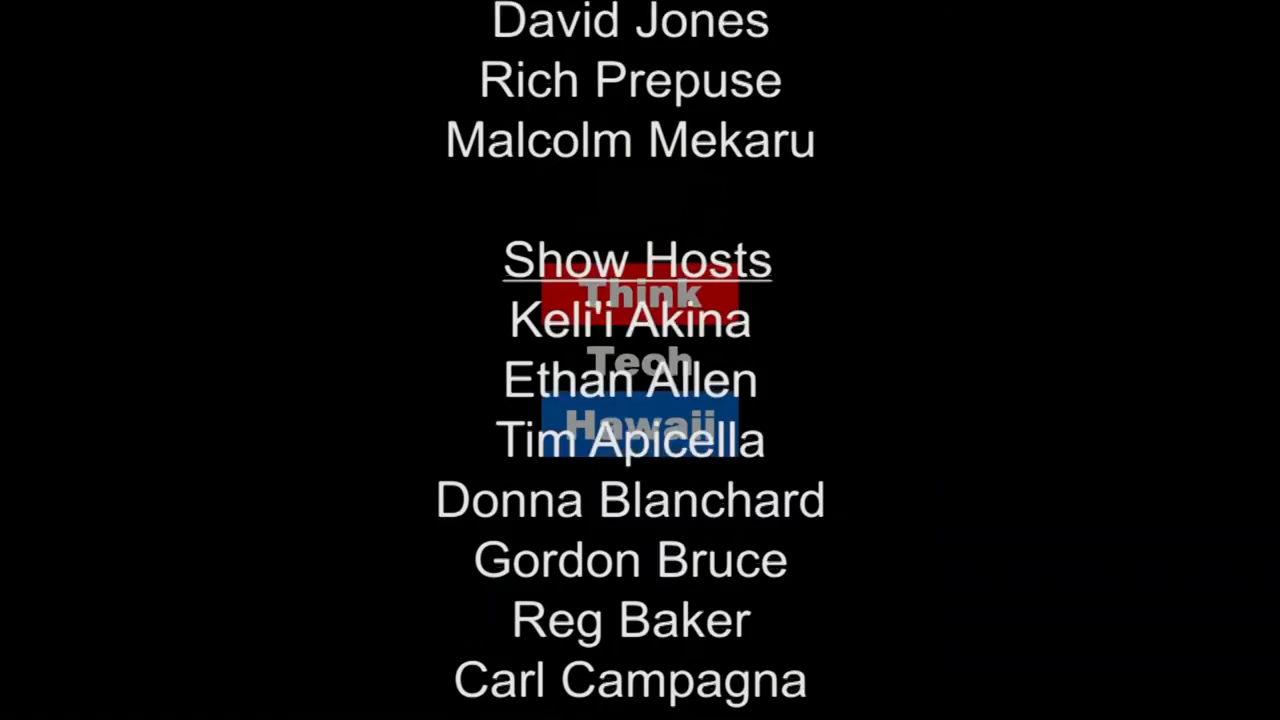 David Jones
Rich Prepuse
Malcolm Mekaru
Show Hosts
Think
Keli'i Akina
Tech
Ethan Allen
Hawaii
Tim Apicella
Donna Blanchard
Gordon Bruce
Reg Baker
Carl Campagna